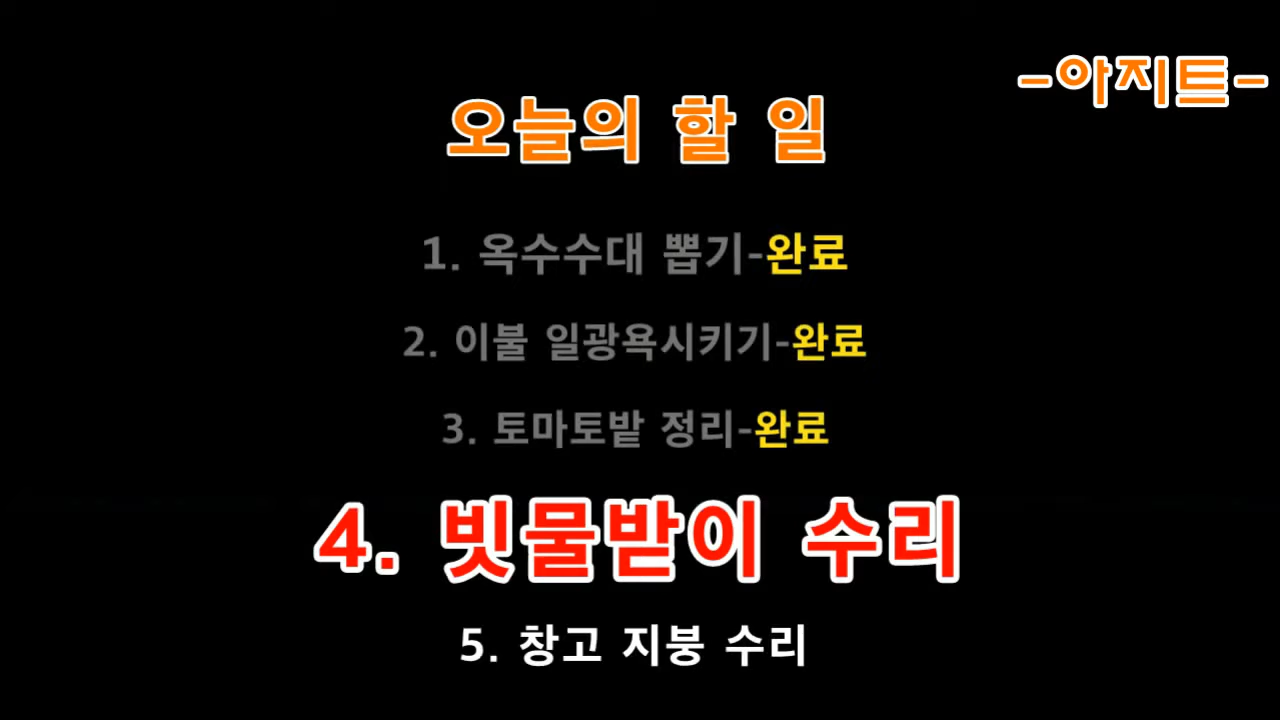 -아지트-
오늘의 할 일
1. 옥수수대 뽑기-완료
2. 이불 일광욕시키기-완료
3. 토마토밭 정리-완료
4. 빗물받이 수리
5. 창고 지붕 수리